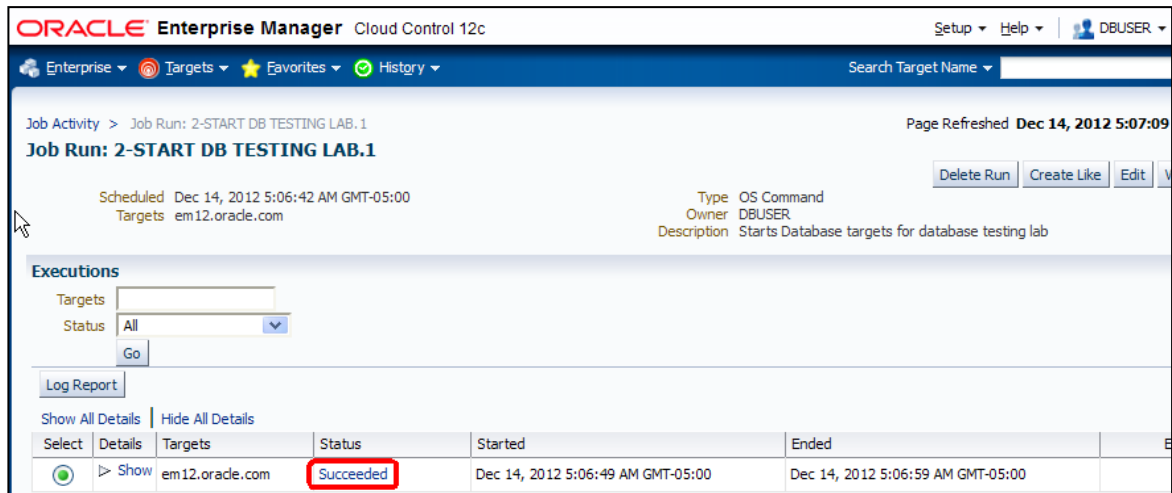 ORACLE Enterprise Manager Cloud Control 12c Setup Help DBUSER
Enterprise Targets Favorites History Search Target Name
Job Activity > Job Run: 2-START DB TESTING LAB.1 Page Refreshed Dec 14, 2012 5:07:09
Job Run: 2-START DB TESTING LAB.1
Delete Run Create Like Edit
Scheduled Dec 14, 2012 5:06:42 AM GMT-05:00 Type OS Command
Targets em12.oracle.com Owner DBUSER
Description Starts Database targets for database testing lab
Executions
Targets
Status All
Go
Log Report
Show All Details | Hide All Details
Select Details Targets Status Started Ended
Show em12.oracle.com Succeeded Dec 14, 2012 5:06:49 AM GMT-05:00 Dec 14, 2012 5:06:59 AM GMT-05:00